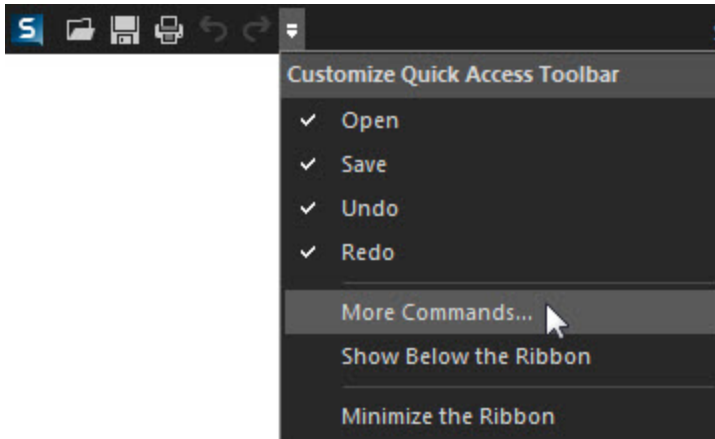 S
Customize Quick Access Toolbar
Open
Save
Undo
Redo
More Commands...
Show Below the Ribbon
Minimize the Ribbon